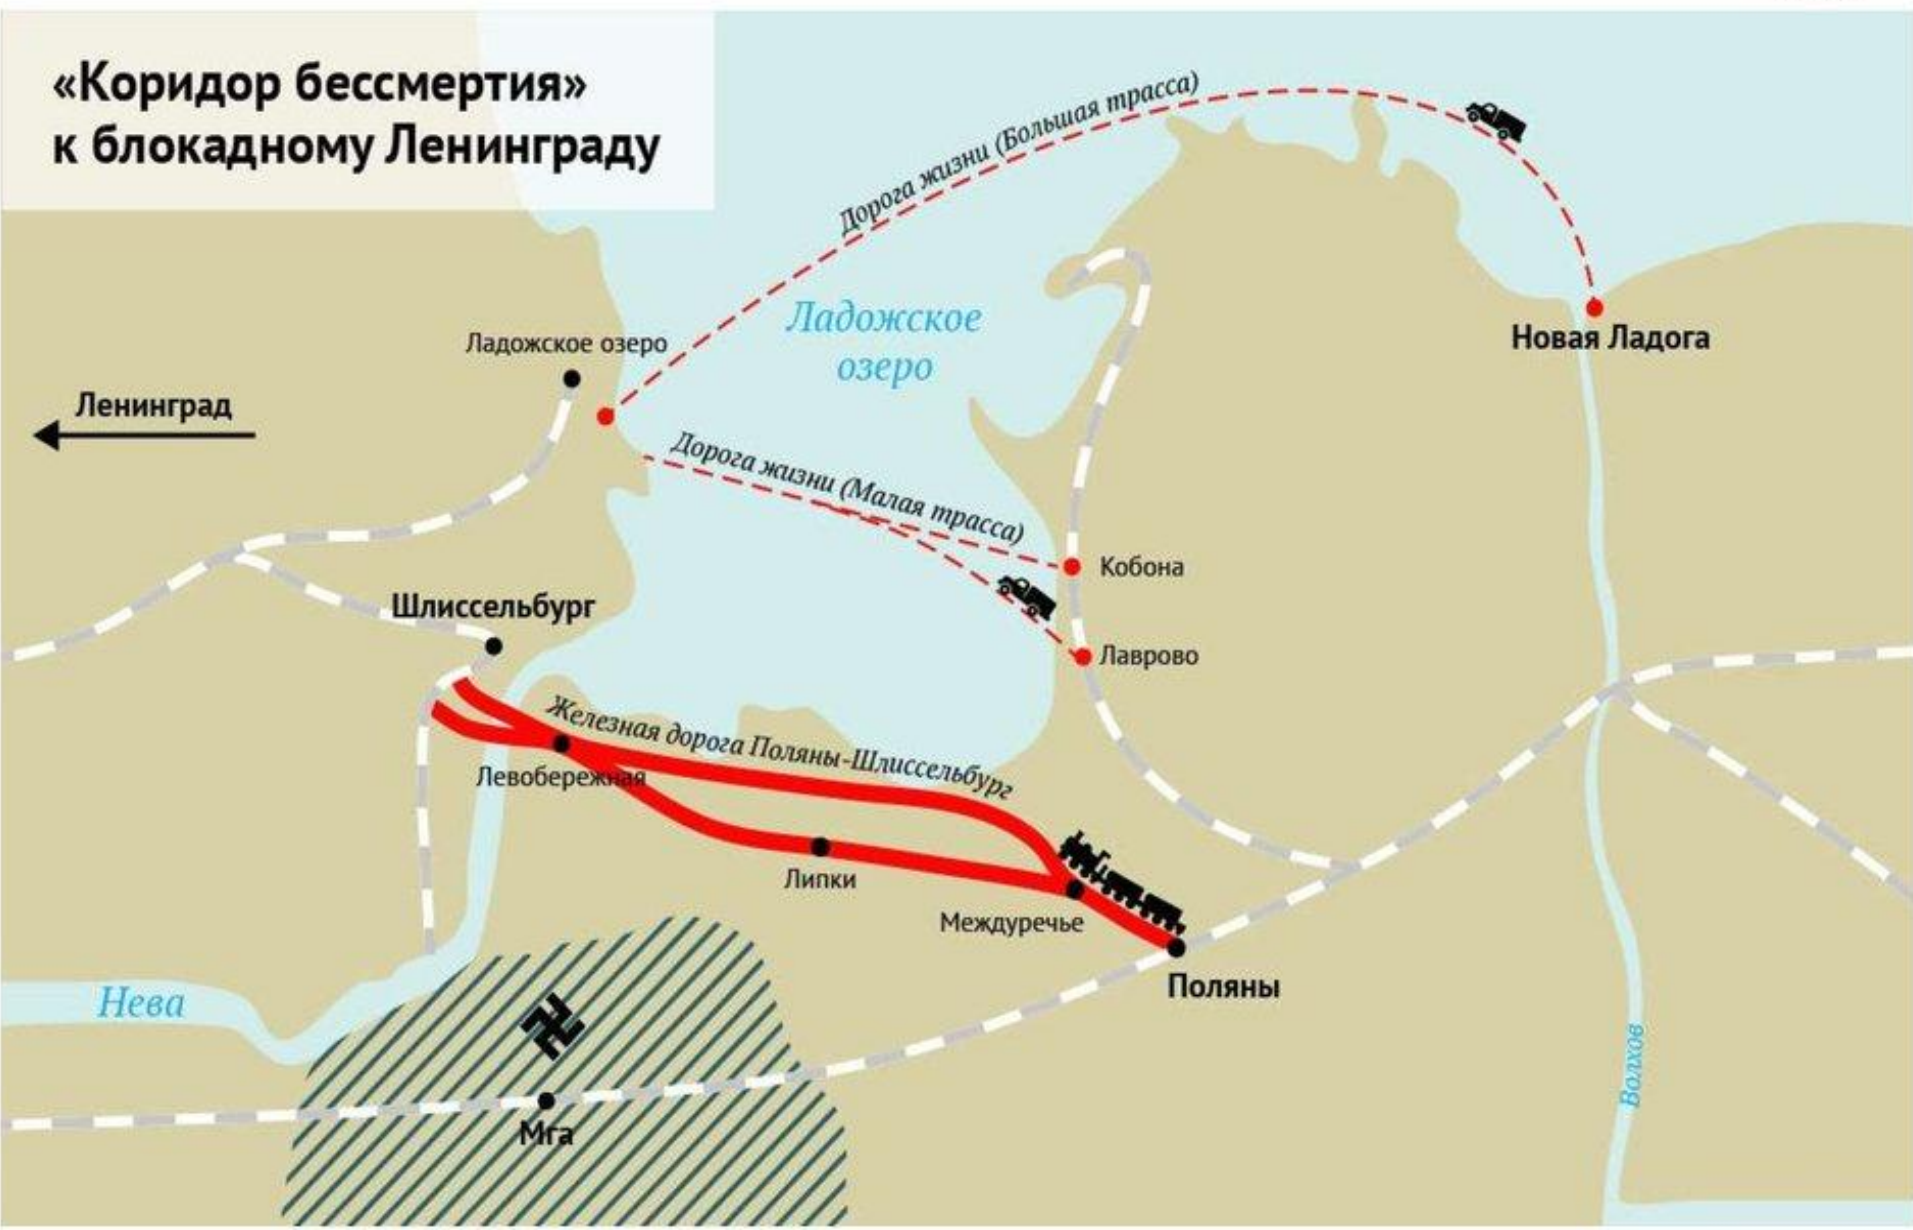 «Коридор бессмертия»
к блокадному Ленинграду
Дорога жизни (Большая трасса)
Ладожское
озеро
Новая Ладога
Ладожское озеро
Ленинград
Дорога жизни (Малая трасса)
Кобона
Шлиссельбург
Лаврово
Железная дорога Поляны-Шлиссельбург
Левобережная
Липки
Междуречье
Поляны
Нева
Волхов
Мга